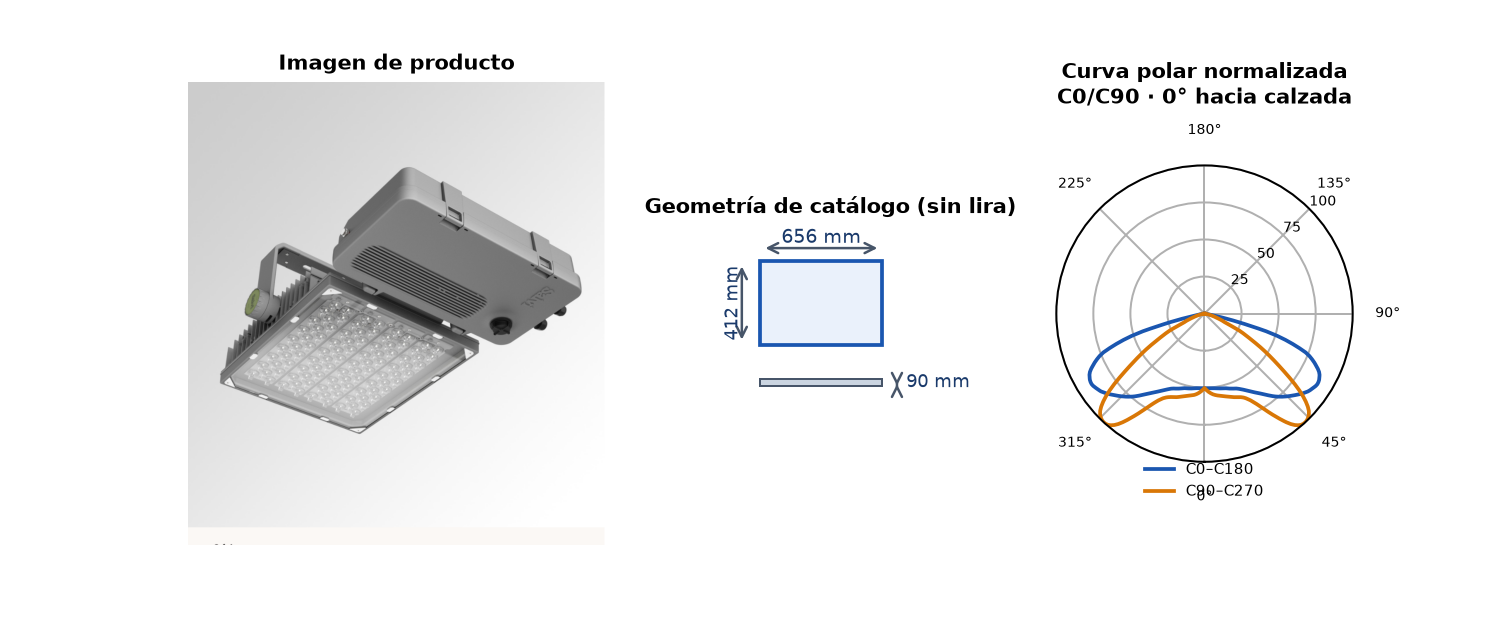 Imagen de producto
Geometría de catálogo (sin lira)
656 mm
412 mm
90 mm
Curva polar normalizada
C0/C90 · 0° hacia calzada
180°
225°
135°
100
75
50
25
90°
315°
45°
0°
C0–C180
C90–C270